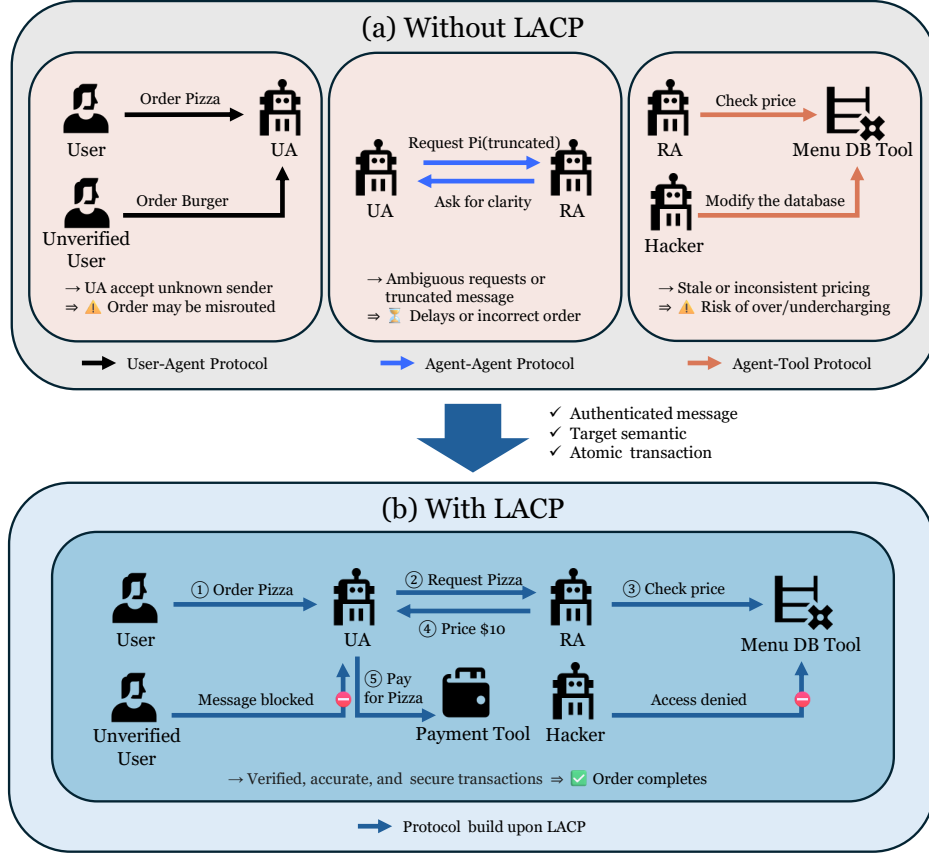 (a) Without LACP
Order Pizza
User
UA
Order Burger
Unverified
User
→ UA accept unknown sender
⇒ ⚠️ Order may be misrouted
Request Pi(truncated)
UA
Ask for clarity
RA
→ Ambiguous requests or
truncated message
⇒ ⏳ Delays or incorrect order
Check price
RA
Menu DB Tool
Modify the database
Hacker
→ Stale or inconsistent pricing
⇒ ⚠️ Risk of over/undercharging
User-Agent Protocol
Agent-Agent Protocol
Agent-Tool Protocol
✓ Authenticated message
✓ Target semantic
✓ Atomic transaction
(b) With LACP
① Order Pizza
② Request Pizza
③ Check price
④ Price $10
User
UA
RA
Menu DB Tool
⑤ Pay
for Pizza
Message blocked
Access denied
Unverified
User
Payment Tool
Hacker
→ Verified, accurate, and secure transactions ⇒ ✅ Order completes
Protocol build upon LACP